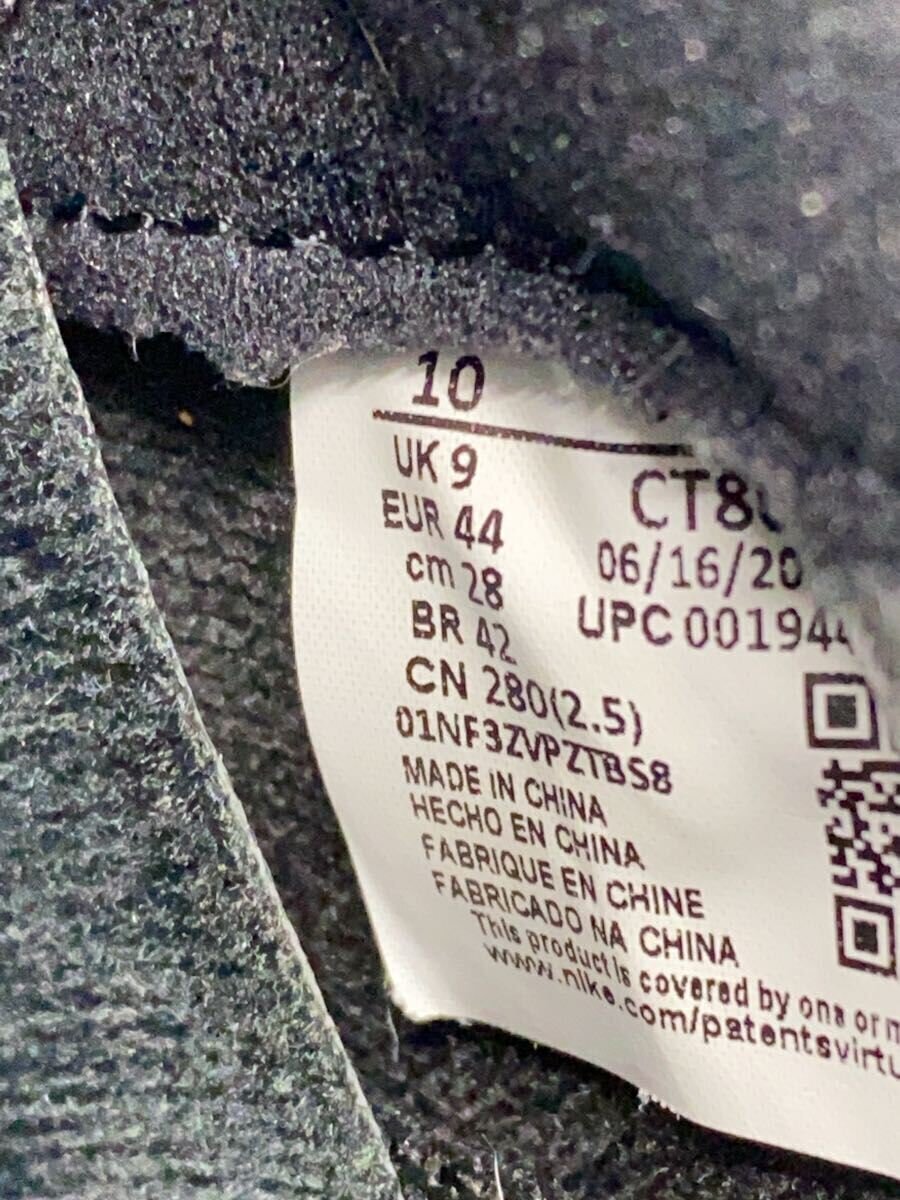 10
UK 9
EUR 44
cm 28
BR 42
CN 280(2.5)
01NF3ZVPZTBS8
MADE IN CHINA
HECHO EN CHINA
FABRIQUE EN CHINE
FABRICADO NA CHINA
This product is covered by one or
www.nike.com/patentsvirtu
CT8
06/16/20
UPC 001944